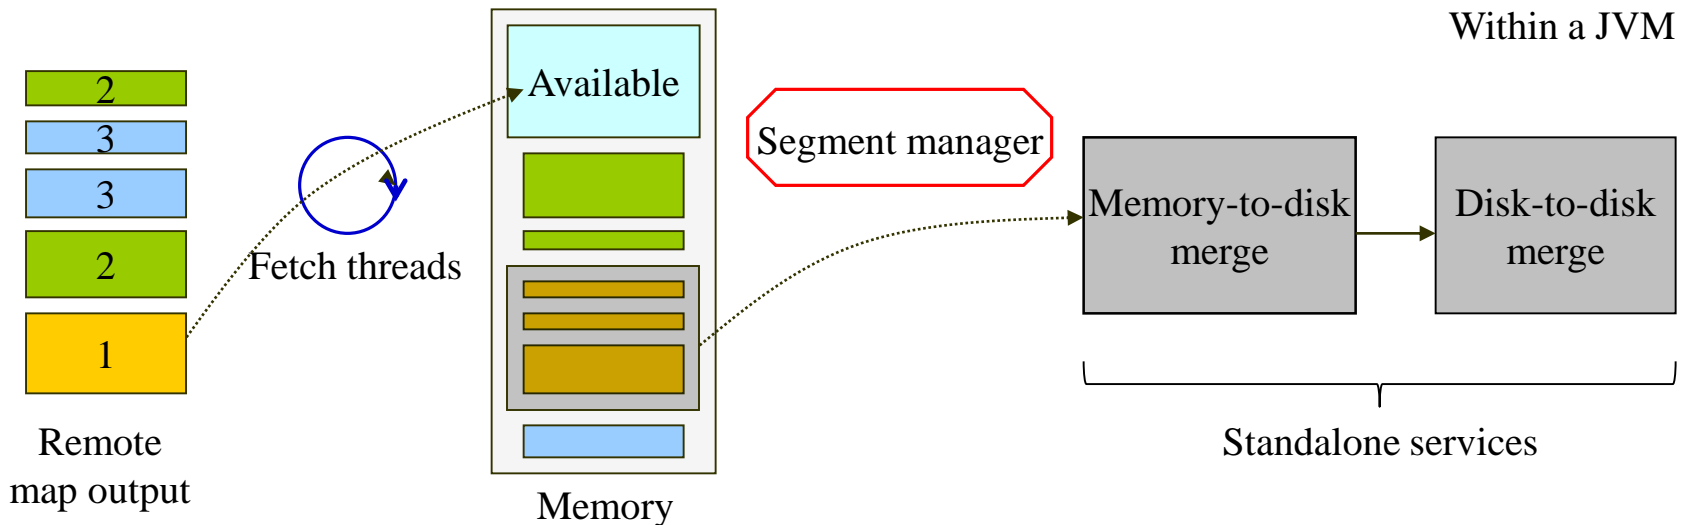 Within a JVM
2
3
3
2
1
Remote
map output
Fetch threads
Available
Memory
Segment manager
Memory-to-disk
merge
Disk-to-disk
merge
Standalone services